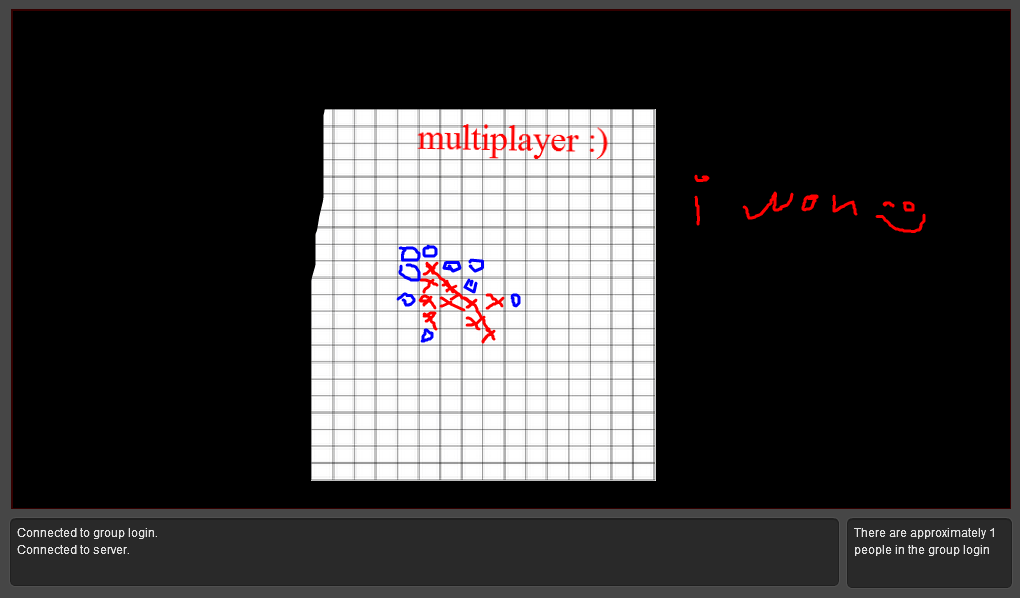 multiplayer :)
i won
Connected to group login.
Connected to server.
There are approximately 1
people in the group login